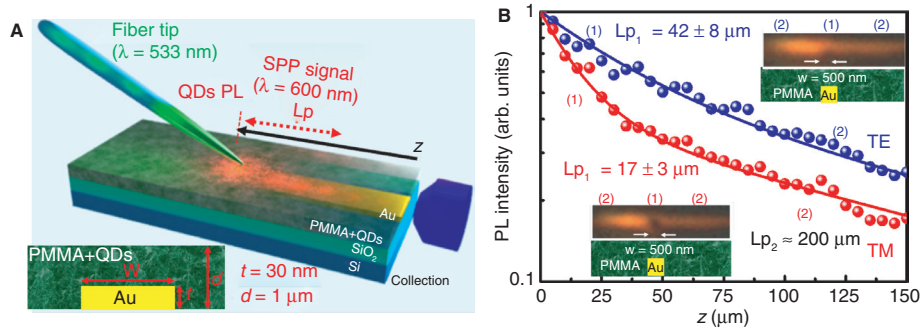 A
Fiber tip
(λ = 533 nm)
QDs PL
SPP signal
(λ = 600 nm)
Lp
z
Au
PMMA+QDs
SiO2
Si
Collection
PMMA+QDs
W
d
Au
t
t = 30 nm
d = 1 μm
B
PL intensity (arb. units)
1
0.1
0
25
50
75
100
125
150
z (μm)
(1)
Lp1 = 42 ± 8 μm
(2)
(1)
(2)
w = 500 nm
PMMA
Au
(2)
TE
(1)
Lp1 = 17 ± 3 μm
(2)
(1)
(2)
(2)
w = 500 nm
PMMA
Au
Lp2 ≈ 200 μm
TM